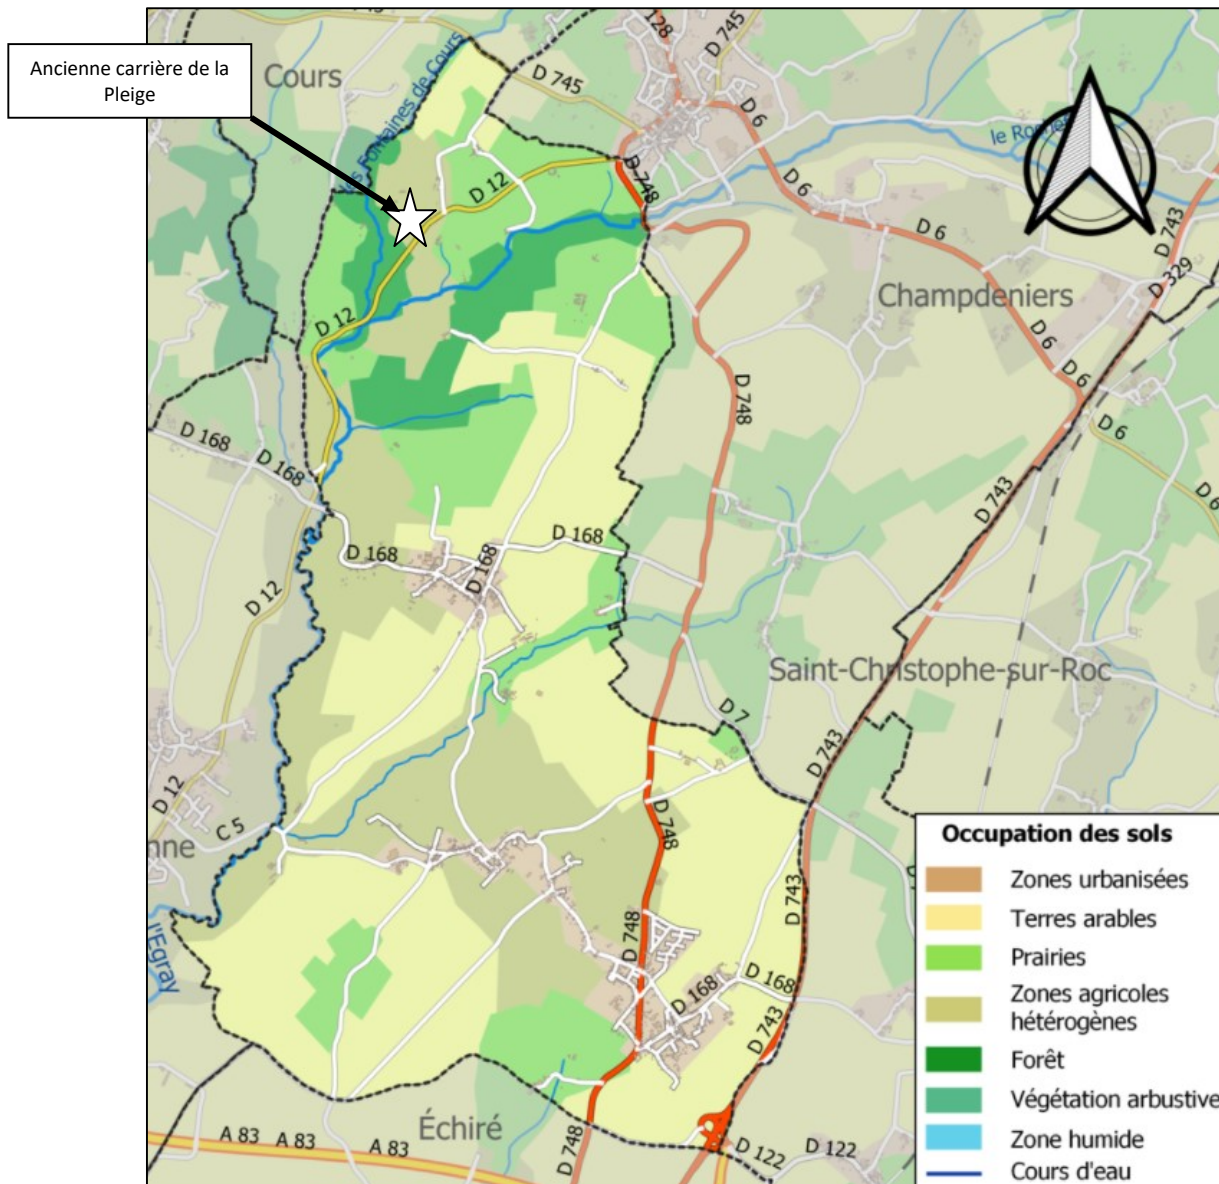 Ancienne carrière de la
Pleige
Cours
les Fontaines de Cours
D 745
128
D 745
D 6
le Rom
D 12
D 748
D 6
D 6
D 743
D 329
Champdeniers
D 12
D 6
D 6
D 748
D 6
D 6
D 168
D 168
D 743
D 168
D 168
D 168
D 12
Saint-Christophe-sur-Roc
D 7
D 743
D 12
C 5
nne
D 748
D 743
l'Egray
D 748
D 168
D 168
D 743
Échiré
A 83
A 83
A 83
D 748
D 122
D 122
Occupation des sols
Zones urbanisées
Terres arables
Prairies
Zones agricoles
hétérogènes
Forêt
Végétation arbustive
Zone humide
Cours d'eau